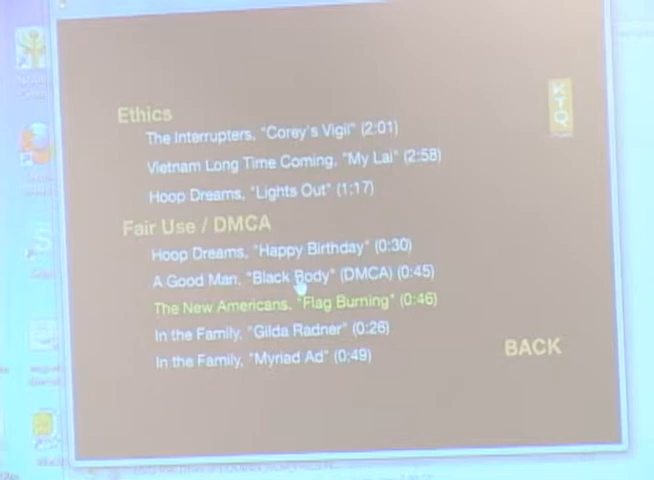 Ethics
The Interrupters, "Corey's Vigil" (2:01)
Vietnam Long Time Coming, "My Lai" (2:58)
Hoop Dreams, "Lights Out" (1:17)
Fair Use / DMCA
Hoop Dreams, "Happy Birthday" (0:30)
A Good Man, "Black Body" (DMCA) (0:45)
The New Americans, "Flag Burning" (0:46)
In the Family, "Gilda Radner" (0:26)
In the Family, "Myriad Ad" (0:49)
BACK
KTQ